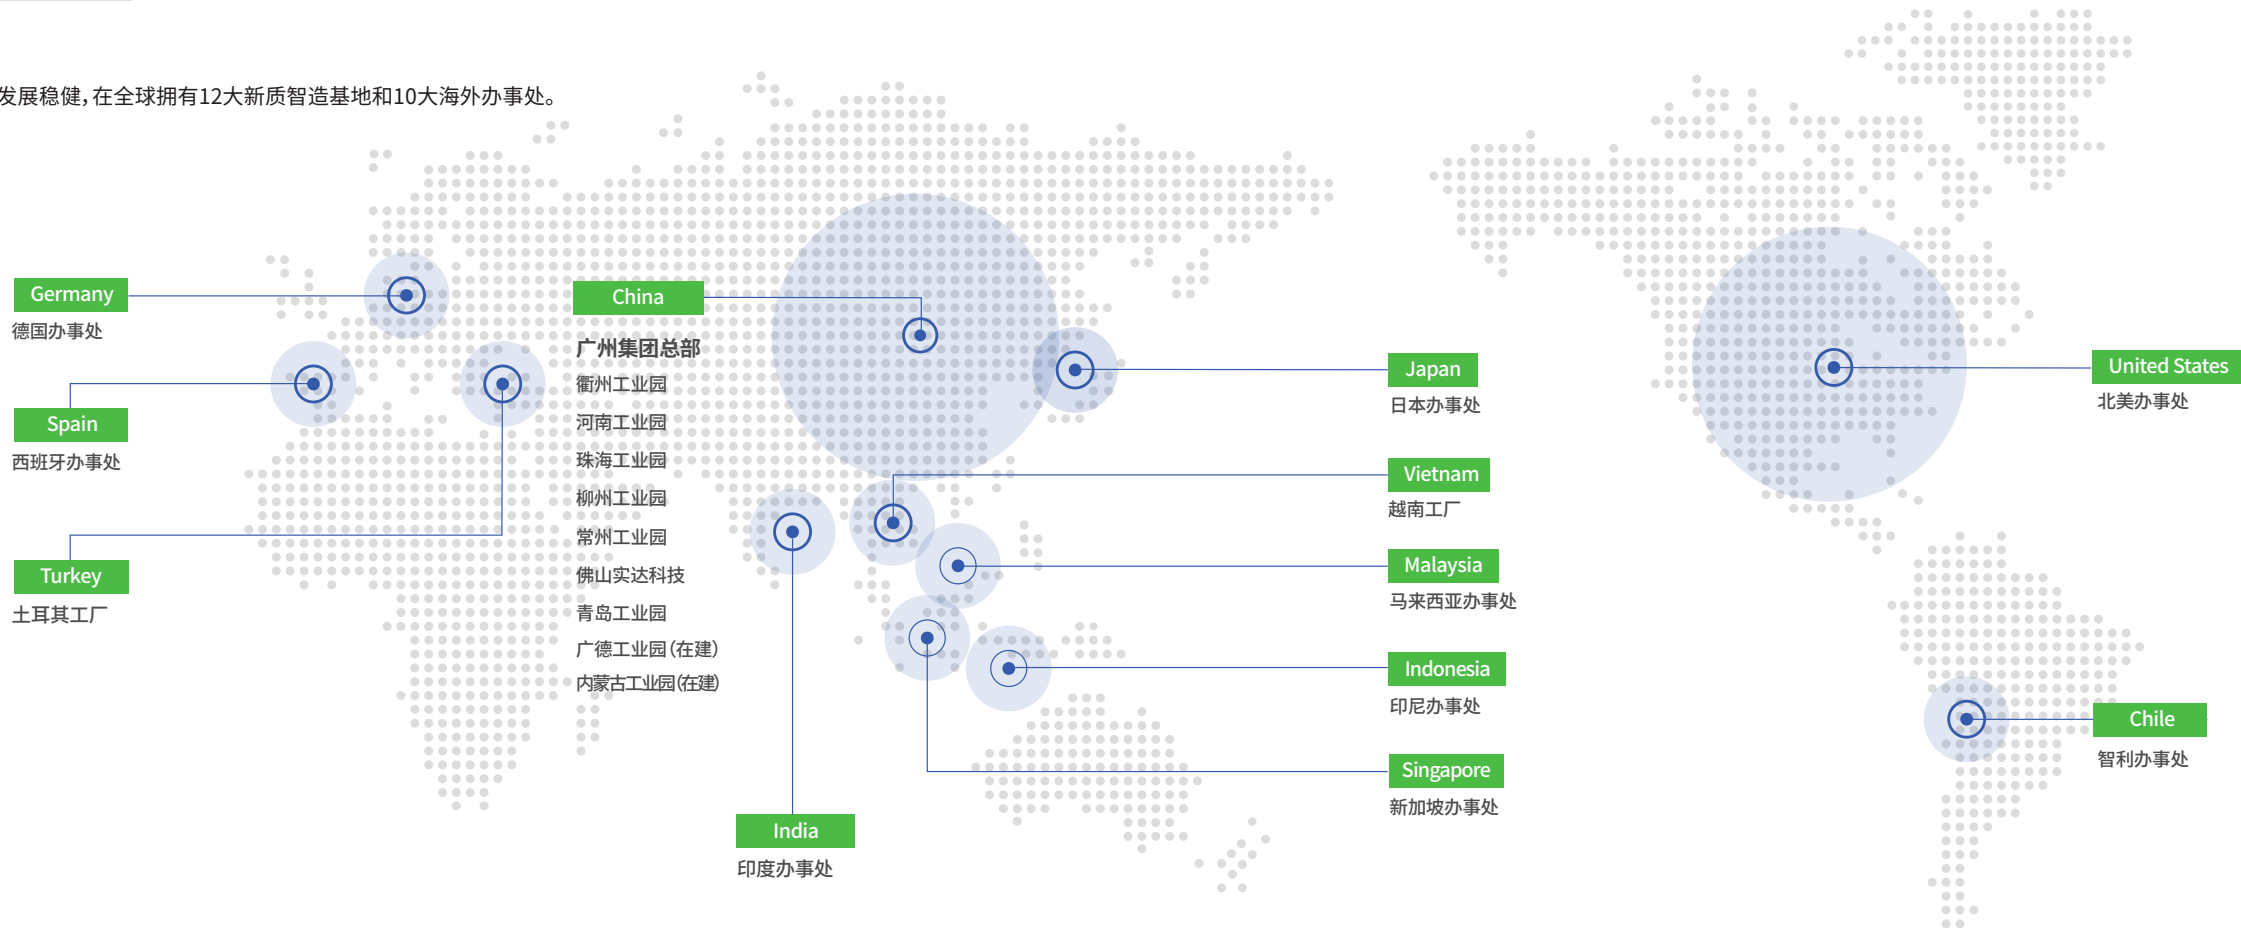 发展稳健，在全球拥有12大新质智造基地和10大海外办事处。
Germany
德国办事处
Spain
西班牙办事处
Turkey
土耳其工厂
China
广州集团总部
衢州工业园
河南工业园
珠海工业园
柳州工业园
常州工业园
佛山实达科技
青岛工业园
广德工业园（在建）
内蒙古工业园（在建）
India
印度办事处
Japan
日本办事处
Vietnam
越南工厂
Malaysia
马来西亚办事处
Indonesia
印尼办事处
Singapore
新加坡办事处
United States
北美办事处
Chile
智利办事处